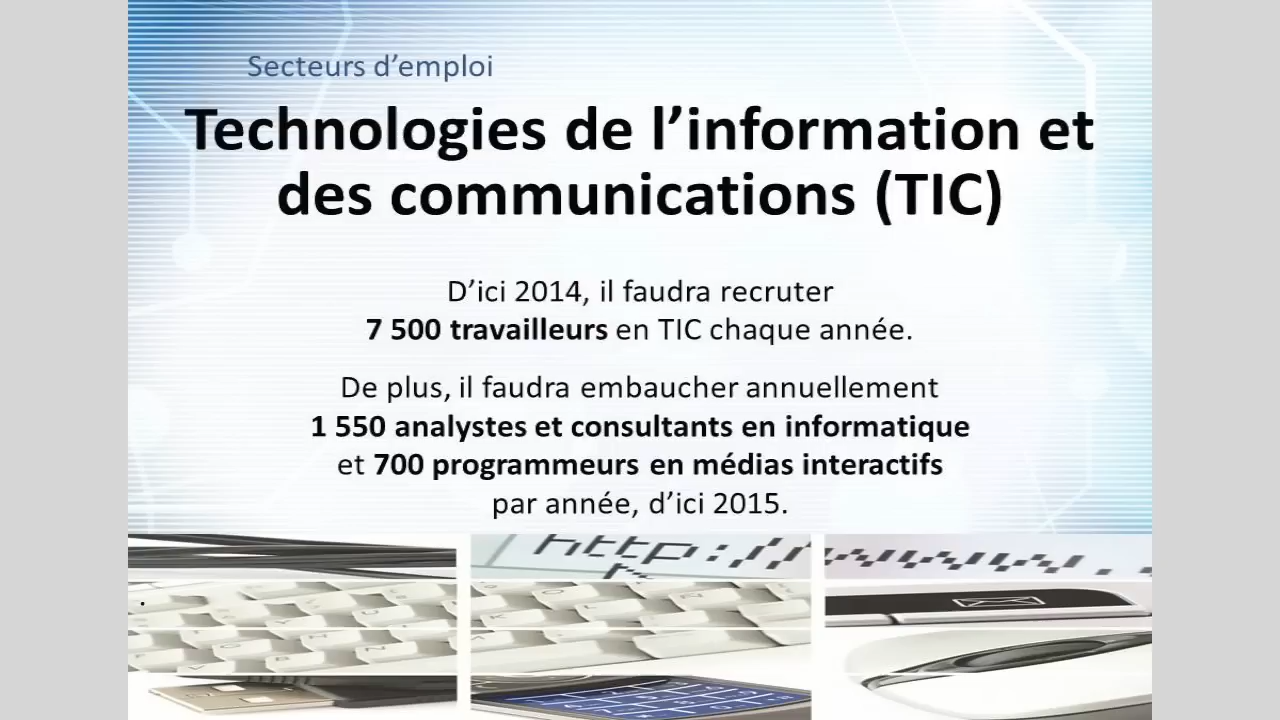 Secteurs d’emploi
Technologies de l’information et
des communications (TIC)
D’ici 2014, il faudra recruter
7 500 travailleurs en TIC chaque année.
De plus, il faudra embaucher annuellement
1 550 analystes et consultants en informatique
et 700 programmeurs en médias interactifs
par année, d’ici 2015.
http://www.